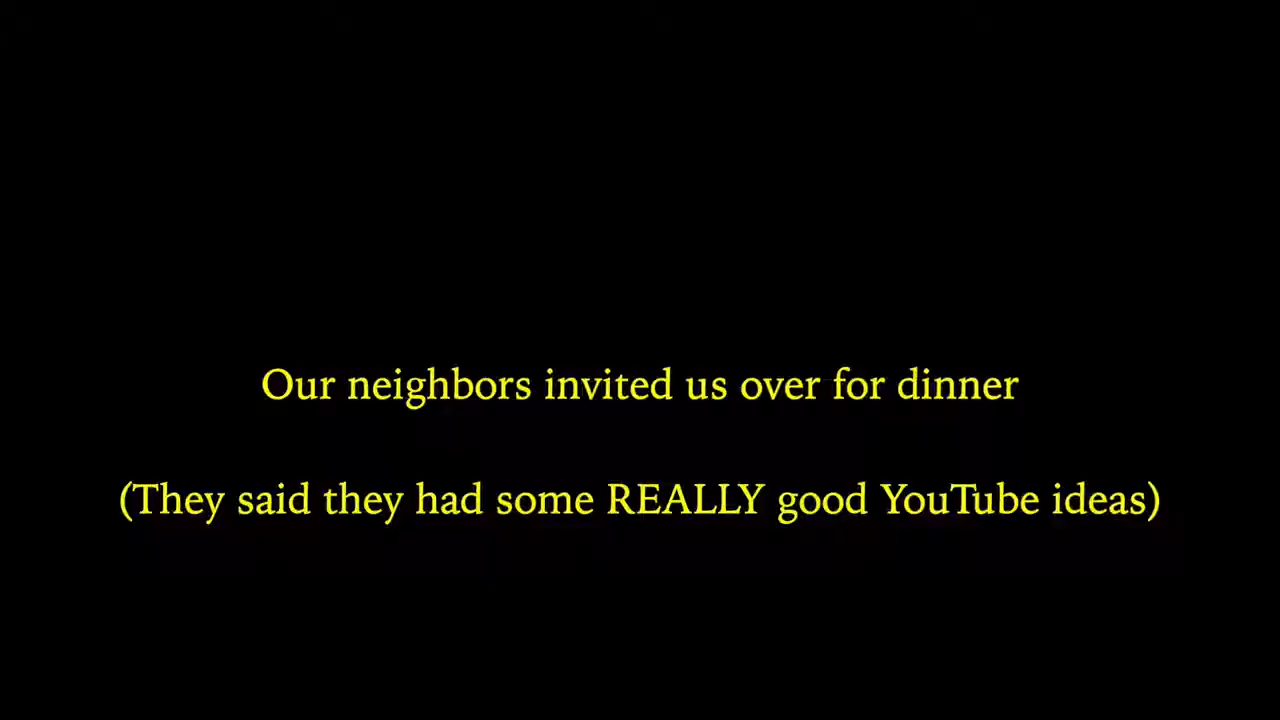 Our neighbors invited us over for dinner
(They said they had some REALLY good YouTube ideas)